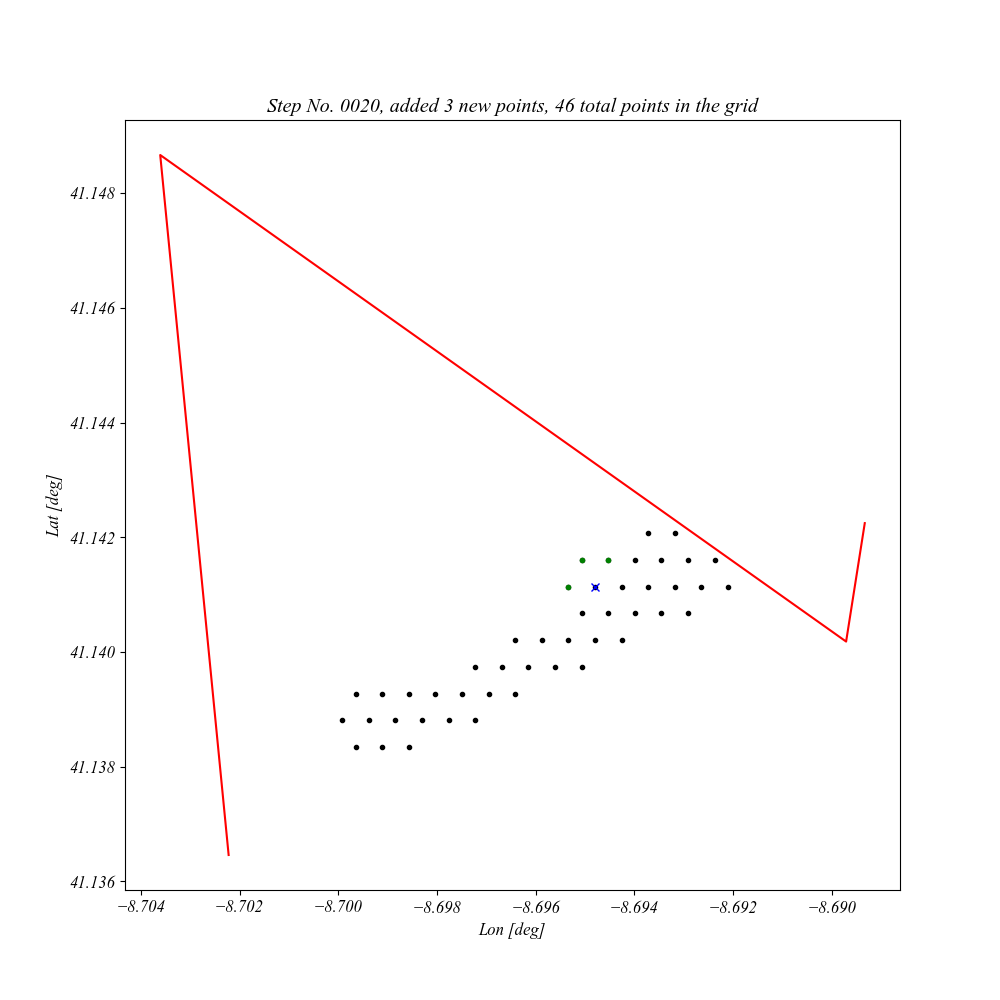 Step No. 0020, added 3 new points, 46 total points in the grid
41.148
41.146
41.144
41.142
41.140
41.138
41.136
Lat [deg]
−8.704 −8.702 −8.700 −8.698 −8.696 −8.694 −8.692 −8.690
Lon [deg]